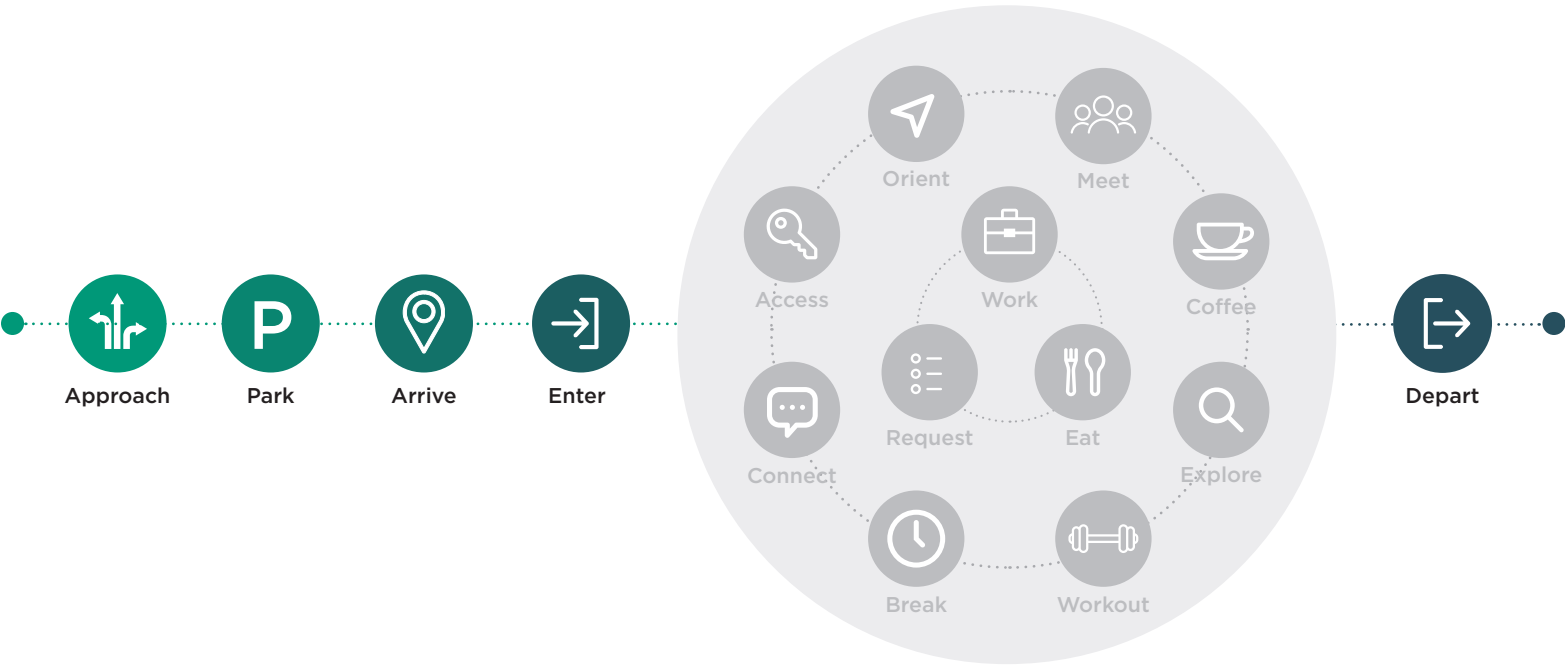 Approach
P
Park
Arrive
Enter
Orient
Meet
Access
Work
Coffee
Connect
Request
Eat
Explore
Break
Workout
Depart